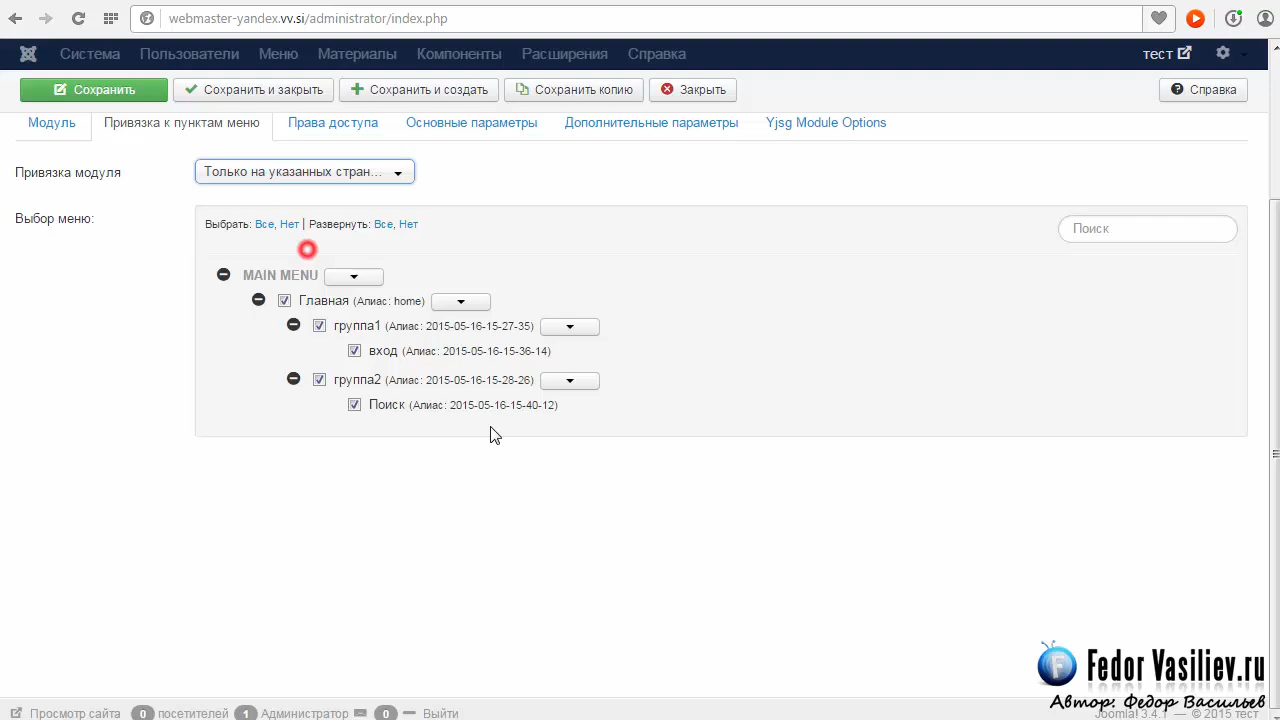 webmaster-yandex.vv.si/administrator/index.php
Система Пользователи Меню Материалы Компоненты Расширения Справка тест
Сохранить Сохранить и закрыть Сохранить и создать Сохранить копию Закрыть Справка
Модуль Привязка к пунктам меню Права доступа Основные параметры Дополнительные параметры Yjsg Module Options
Привязка модуля Только на указанных стран...
Выбор меню: Выбрать: Все, Нет | Развернуть: Все, Нет Поиск
MAIN MENU
Главная (Алиас: home)
группа1 (Алиас: 2015-05-16-15-27-35)
вход (Алиас: 2015-05-16-15-36-14)
группа2 (Алиас: 2015-05-16-15-28-26)
Поиск (Алиас: 2015-05-16-15-40-12)
Fedor Vasiliev.ru
Автор: Федор Васильев
Просмотр сайта 0 посетителей 1 Администратор 0 Выйти Joomla! 3.4.1 — © 2015 тест